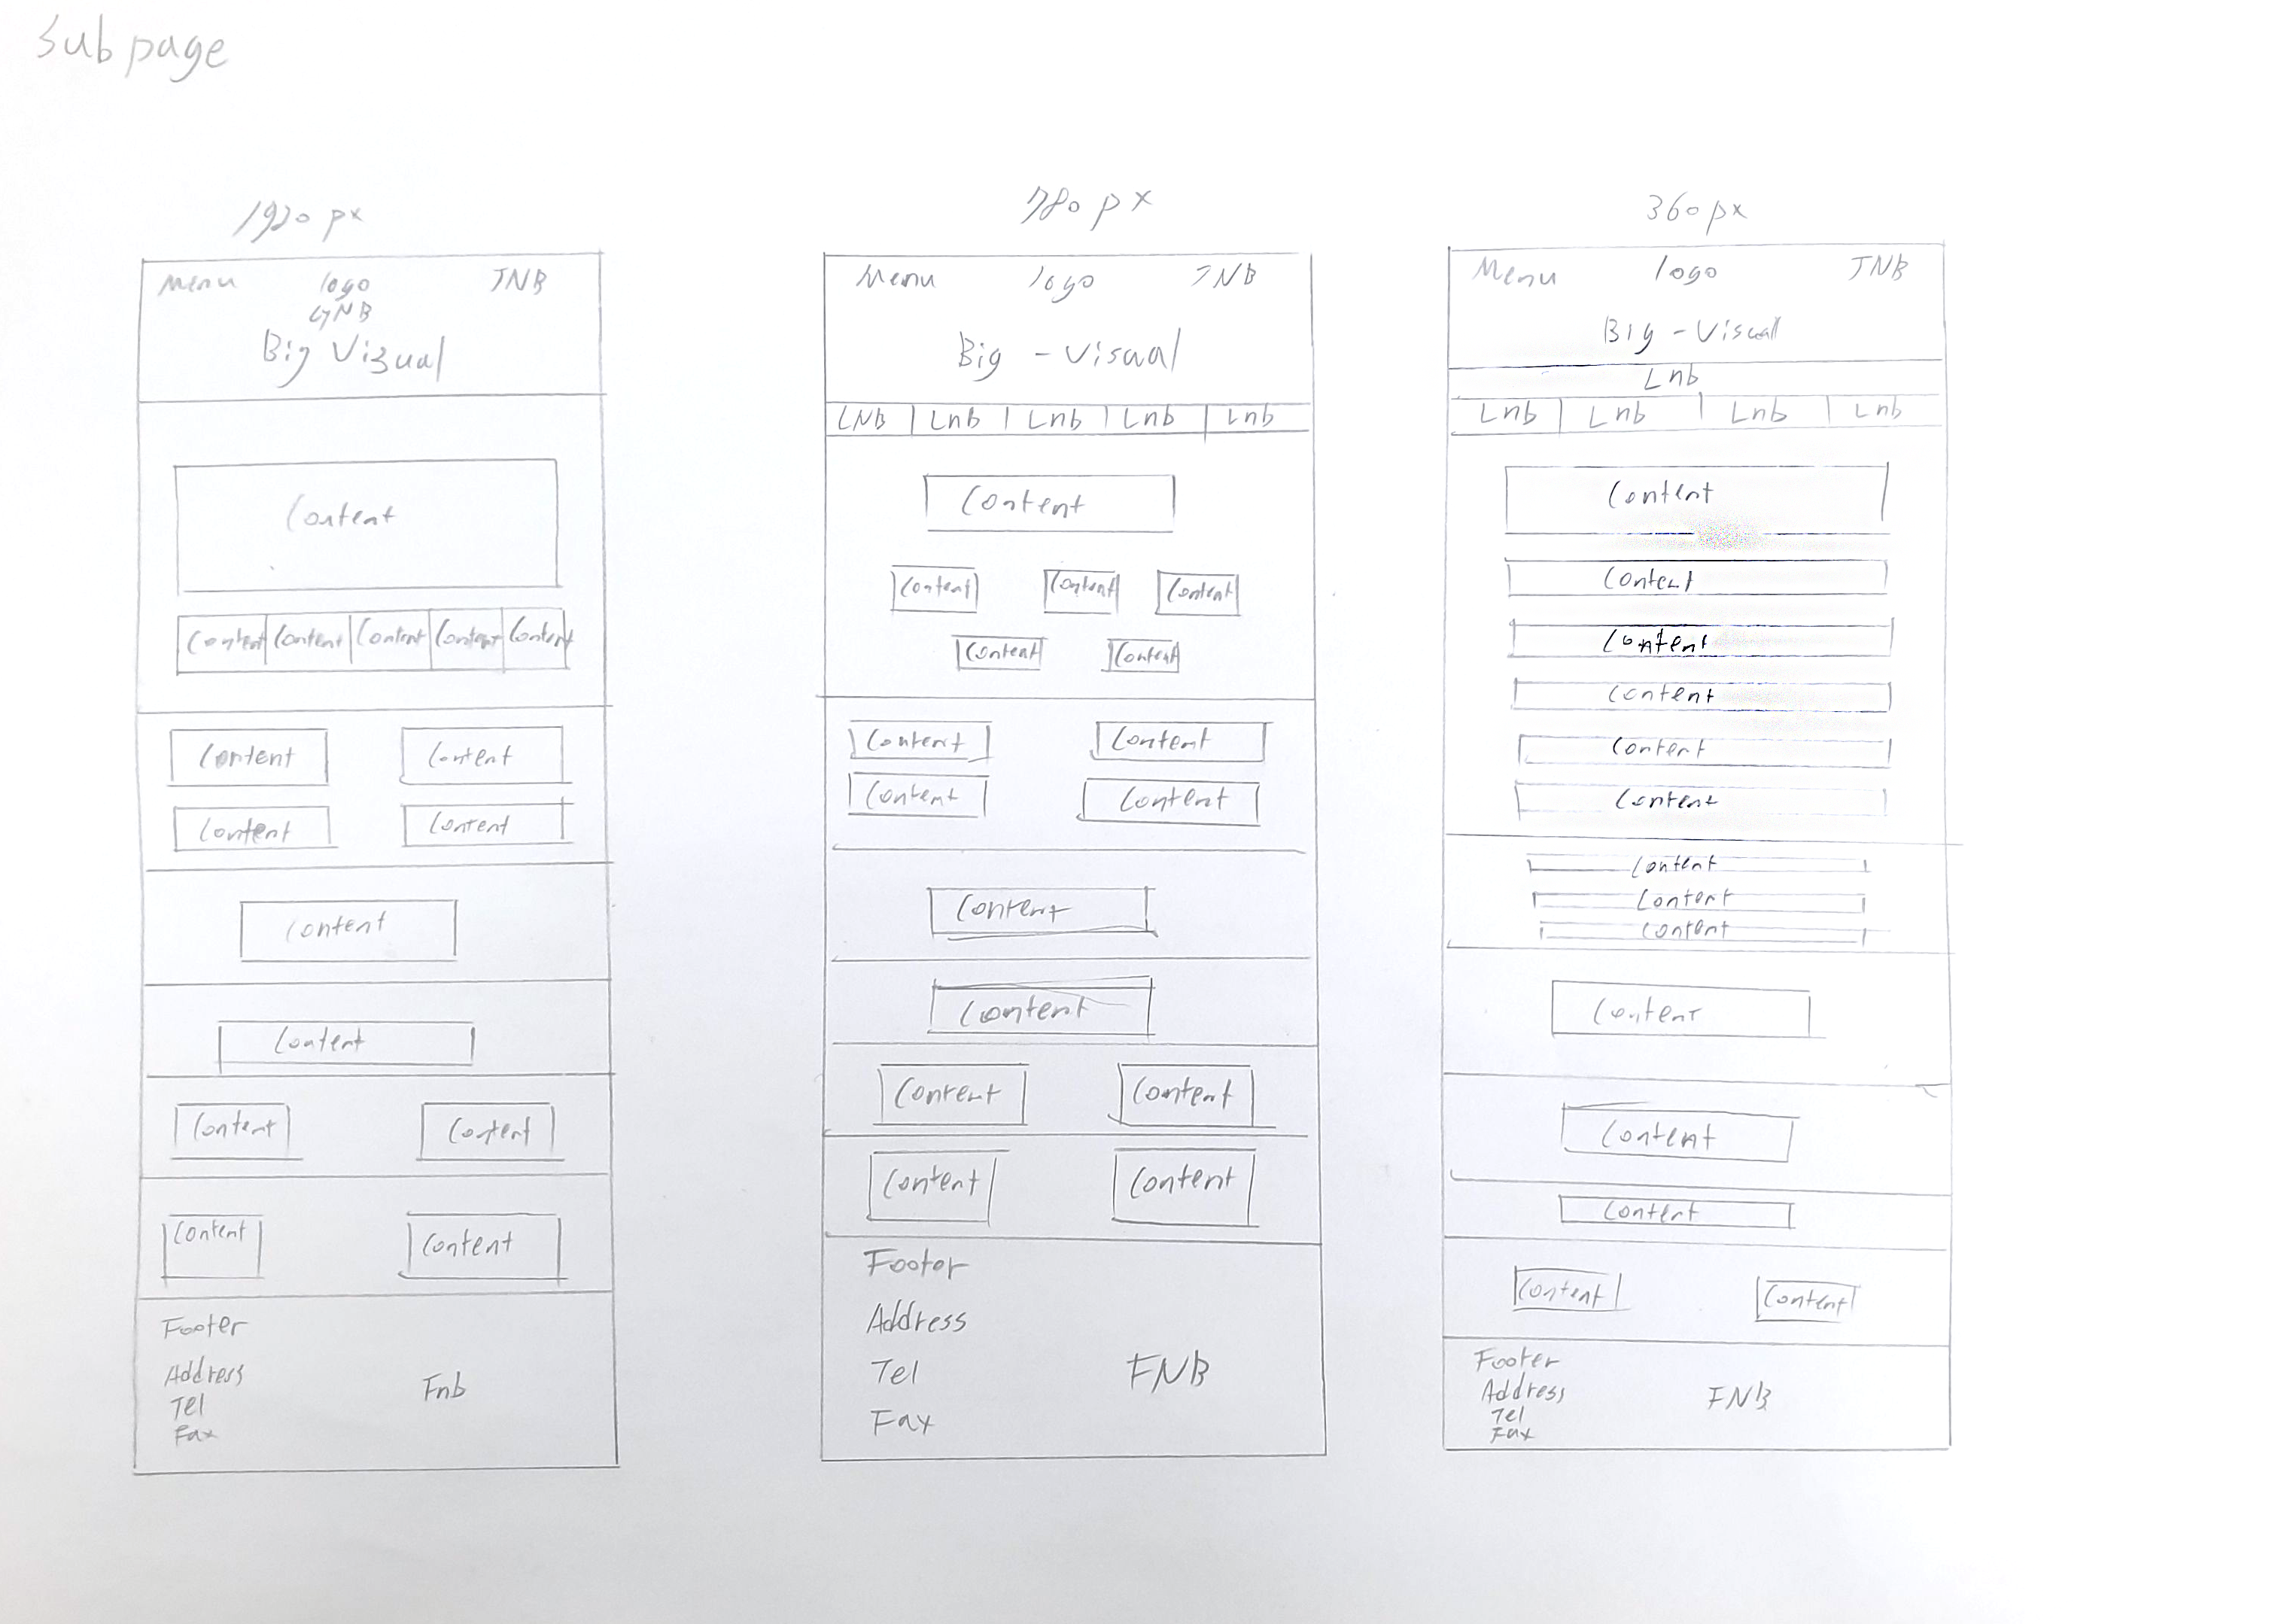 Sub page
1920 px
Menu logo TNB
GNB
Big Visual
Content
Content Content Content Content Content
Content Content
Content Content
Content
Content
Content Content
Content Content
Footer
Address
Tel
Fax
Fnb
780 px
Menu logo TNB
Big - Visual
LNB Lnb Lnb Lnb Lnb
Content
Content Content Content
Content Content
Content Content
Content Content
Content
Content
Content Content
Content Content
Footer
Address
Tel
Fax
FNB
360 px
Menu logo TNB
Big - Visual
Lnb
Lnb Lnb Lnb Lnb
Content
Content
Content
Content
Content
Content
Content
Content
Content
Content
Content
Content
Content Content
Footer
Address
Tel
Fax
FNB